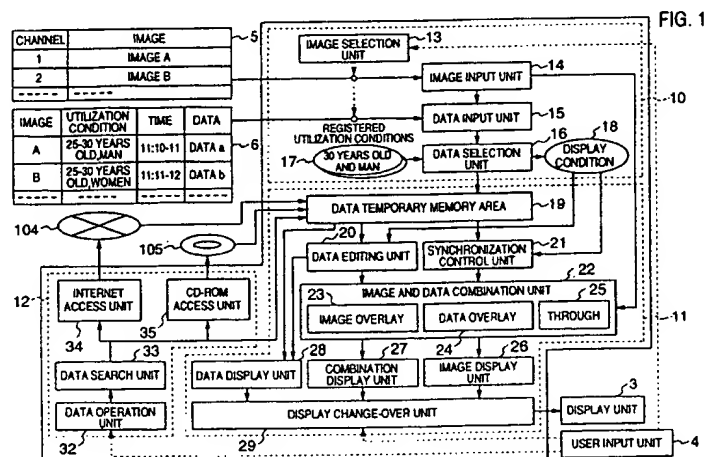 FIG. 1
CHANNEL IMAGE 5
1 IMAGE A
2 IMAGE B
IMAGE UTILIZATION CONDITION TIME DATA 6
A 25-30 YEARS OLD,MAN 11:10-11 DATA a
B 25-30 YEARS OLD,WOMEN 11:11-12 DATA b
IMAGE SELECTION UNIT 13
IMAGE INPUT UNIT 14
10
DATA INPUT UNIT 15
REGISTERED UTILIZATION CONDITIONS
17 30 YEARS OLD AND MAN
DATA SELECTION UNIT 16
DISPLAY CONDITION 18
DATA TEMPORARY MEMORY AREA 19
104
105
20 DATA EDITING UNIT
SYNCHRONIZATION CONTROL UNIT 21
22
IMAGE AND DATA COMBINATION UNIT
23 IMAGE OVERLAY
DATA OVERLAY 24
THROUGH 25
11
12
INTERNET ACCESS UNIT 34
CD-ROM ACCESS UNIT 35
33
DATA SEARCH UNIT
DATA OPERATION UNIT
32
DATA DISPLAY UNIT 28
COMBINATION DISPLAY UNIT 27
IMAGE DISPLAY UNIT 26
DISPLAY CHANGE-OVER UNIT
29
DISPLAY UNIT 3
USER INPUT UNIT 4